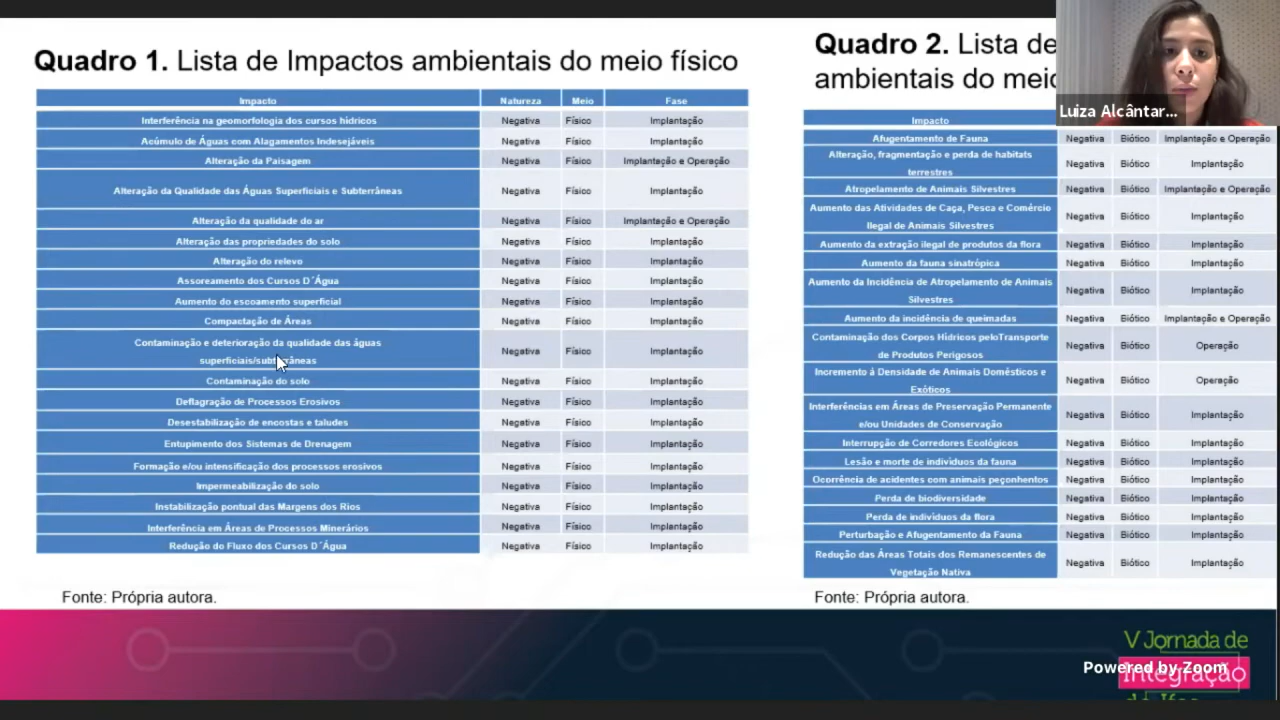 Quadro 1. Lista de Impactos ambientais do meio físico
Impacto Natureza Meio Fase
Interferência na geomorfologia dos cursos hídricos Negativa Físico Implantação
Acúmulo de Águas com Alagamentos Indesejáveis Negativa Físico Implantação
Alteração da Paisagem Negativa Físico Implantação e Operação
Alteração da Qualidade das Águas Superficiais e Subterrâneas Negativa Físico Implantação
Alteração da qualidade do ar Negativa Físico Implantação e Operação
Alteração das propriedades do solo Negativa Físico Implantação
Alteração do relevo Negativa Físico Implantação
Assoreamento dos Cursos D´Água Negativa Físico Implantação
Aumento do escoamento superficial Negativa Físico Implantação
Compactação de Áreas Negativa Físico Implantação
Contaminação e deterioração da qualidade das águas
superficiais/subterrâneas Negativa Físico Implantação
Contaminação do solo Negativa Físico Implantação
Deflagração de Processos Erosivos Negativa Físico Implantação
Desestabilização de encostas e taludes Negativa Físico Implantação
Entupimento dos Sistemas de Drenagem Negativa Físico Implantação
Formação e/ou intensificação dos processos erosivos Negativa Físico Implantação
Impermeabilização do solo Negativa Físico Implantação
Instabilização pontual das Margens dos Rios Negativa Físico Implantação
Interferência em Áreas de Processos Minerários Negativa Físico Implantação
Redução do Fluxo dos Cursos D´Água Negativa Físico Implantação
Fonte: Própria autora.
Quadro 2. Lista de
ambientais do
Luiza Alcântar...
Impacto
Afugentamento de Fauna Negativa Biótico Implantação e Operação
Alteração, fragmentação e perda de habitats
terrestres Negativa Biótico Implantação
Atropelamento de Animais Silvestres Negativa Biótico Implantação e Operação
Aumento das Atividades de Caça, Pesca e Comércio
Ilegal de Animais Silvestres Negativa Biótico Implantação
Aumento da extração ilegal de produtos da flora Negativa Biótico Implantação
Aumento da fauna sinatrópica Negativa Biótico Implantação
Aumento da Incidência de Atropelamento de Animais
Silvestres Negativa Biótico Implantação
Aumento da incidência de queimadas Negativa Biótico Implantação e Operação
Contaminação dos Corpos Hídricos peloTransporte
de Produtos Perigosos Negativa Biótico Operação
Incremento á Densidade de Animais Domésticos e
Exóticos Negativa Biótico Operação
Interferências em Áreas de Preservação Permanente
e/ou Unidades de Conservação Negativa Biótico Implantação
Interrupção de Corredores Ecológicos Negativa Biótico Implantação
Lesão e morte de indivíduos da fauna Negativa Biótico Implantação
Ocorrência de acidentes com animais peçonhentos Negativa Biótico Implantação
Perda de biodiversidade Negativa Biótico Implantação
Perda de indivíduos da flora Negativa Biótico Implantação
Perturbação e Afugentamento da Fauna Negativa Biótico Implantação
Redução das Áreas Totais dos Remanescentes de
Vegetação Nativa Negativa Biótico Implantação
Fonte: Própria autora.
V Jornada de
Integração
Powered by Zoom